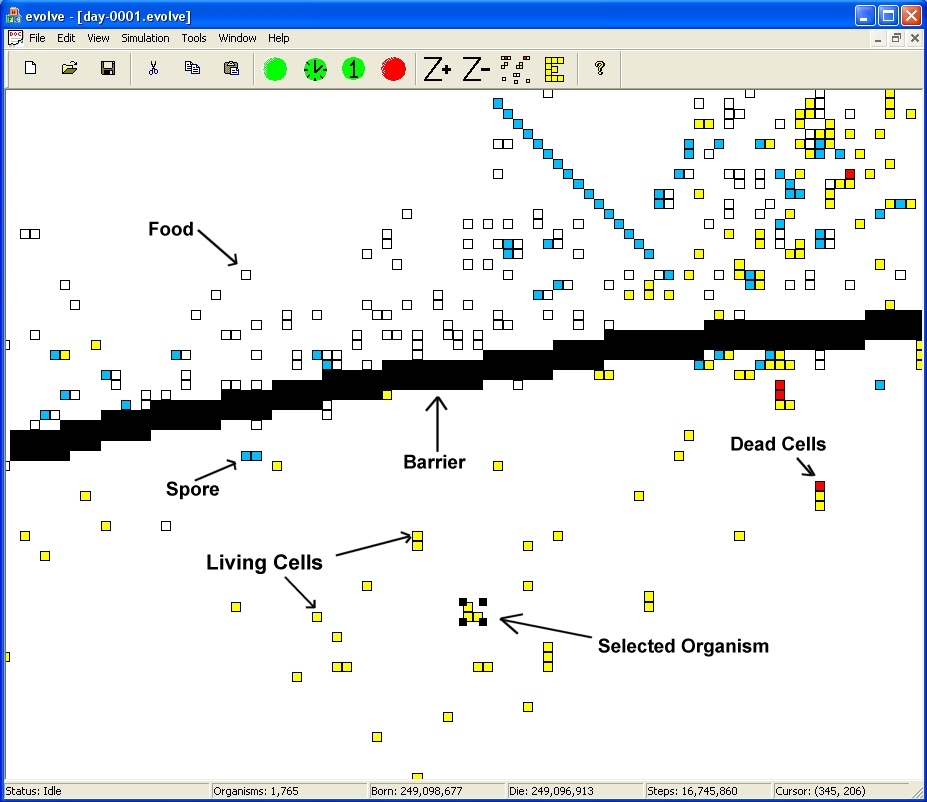 evolve - [day-0001.evolve]
File Edit View Simulation Tools Window Help
1 Z+ Z- ?
Food
Dead Cells
Barrier
Spore
Living Cells
Selected Organism
Status: Idle Organisms: 1,765 Born: 249,098,677 Die: 249,096,913 Steps: 16,745,860 Cursor: (345, 206)